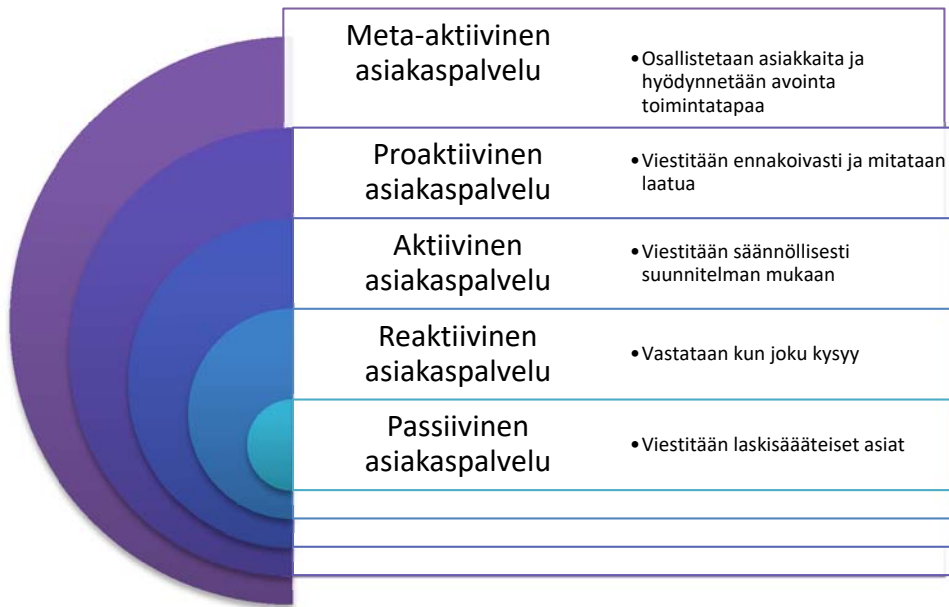 Meta-aktiivinen
asiakaspalvelu
•Osallistetaan asiakkaita ja
hyödynnetään avointa
toimintatapaa
Proaktiivinen
asiakaspalvelu
•Viestitään ennakoivasti ja mitataan
laatua
Aktiivinen
asiakaspalvelu
•Viestitään säännöllisesti
suunnitelman mukaan
Reaktiivinen
asiakaspalvelu
•Vastataan kun joku kysyy
Passiivinen
asiakaspalvelu
•Viestitään laskisääateiset asiat